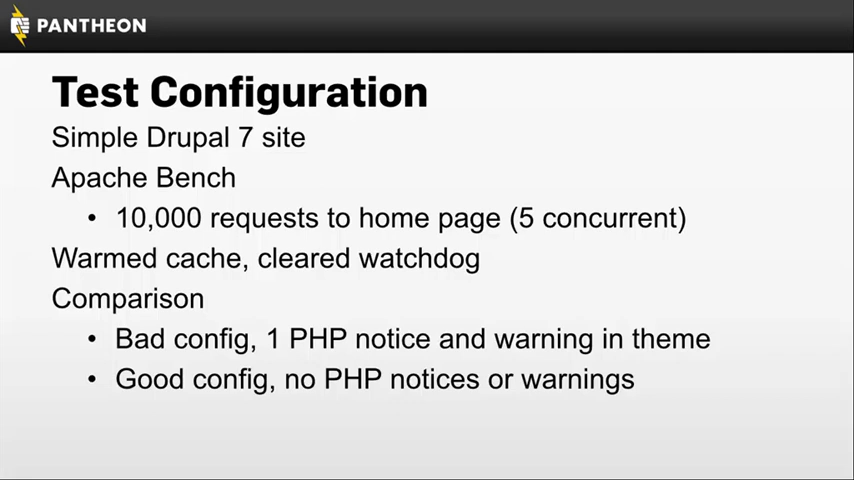 PANTHEON
Test Configuration
Simple Drupal 7 site
Apache Bench
• 10,000 requests to home page (5 concurrent)
Warmed cache, cleared watchdog
Comparison
• Bad config, 1 PHP notice and warning in theme
• Good config, no PHP notices or warnings